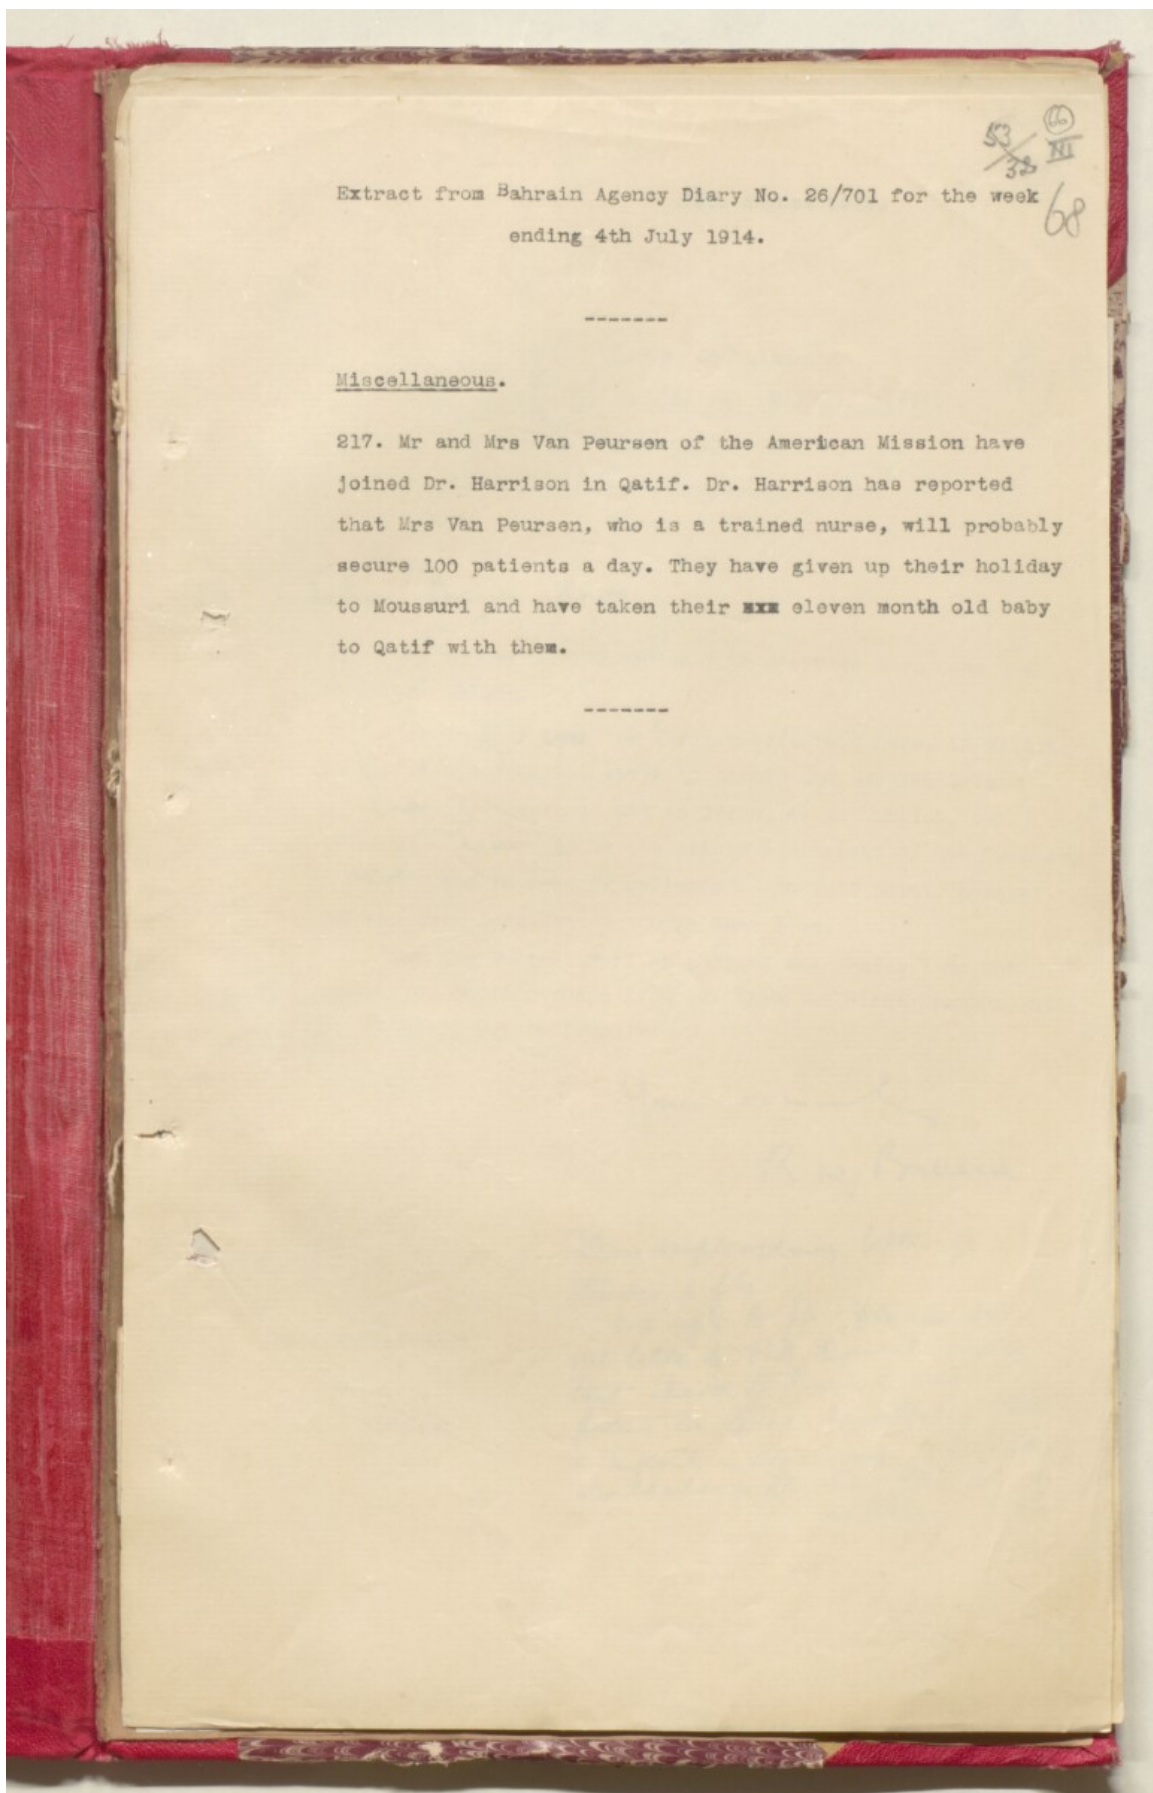 53/32
66
III
68
Extract from Bahrain Agency Diary No. 26/701 for the week
ending 4th July 1914.
-------
Miscellaneous.
217. Mr and Mrs Van Peursen of the American Mission have
joined Dr. Harrison in Qatif. Dr. Harrison has reported
that Mrs Van Peursen, who is a trained nurse, will probably
secure 100 patients a day. They have given up their holiday
to Moussuri and have taken their xxx eleven month old baby
to Qatif with them.
-------